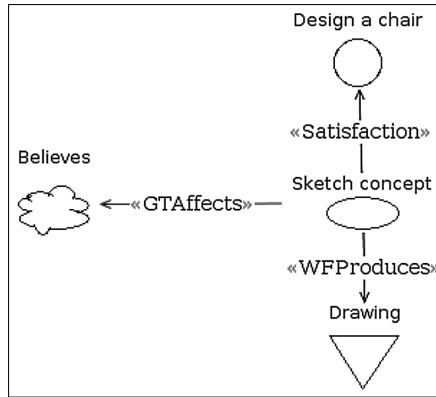 Design a chair
«Satisfaction»
Believes
Sketch concept
«GTAffects»
«WFProduces»
Drawing